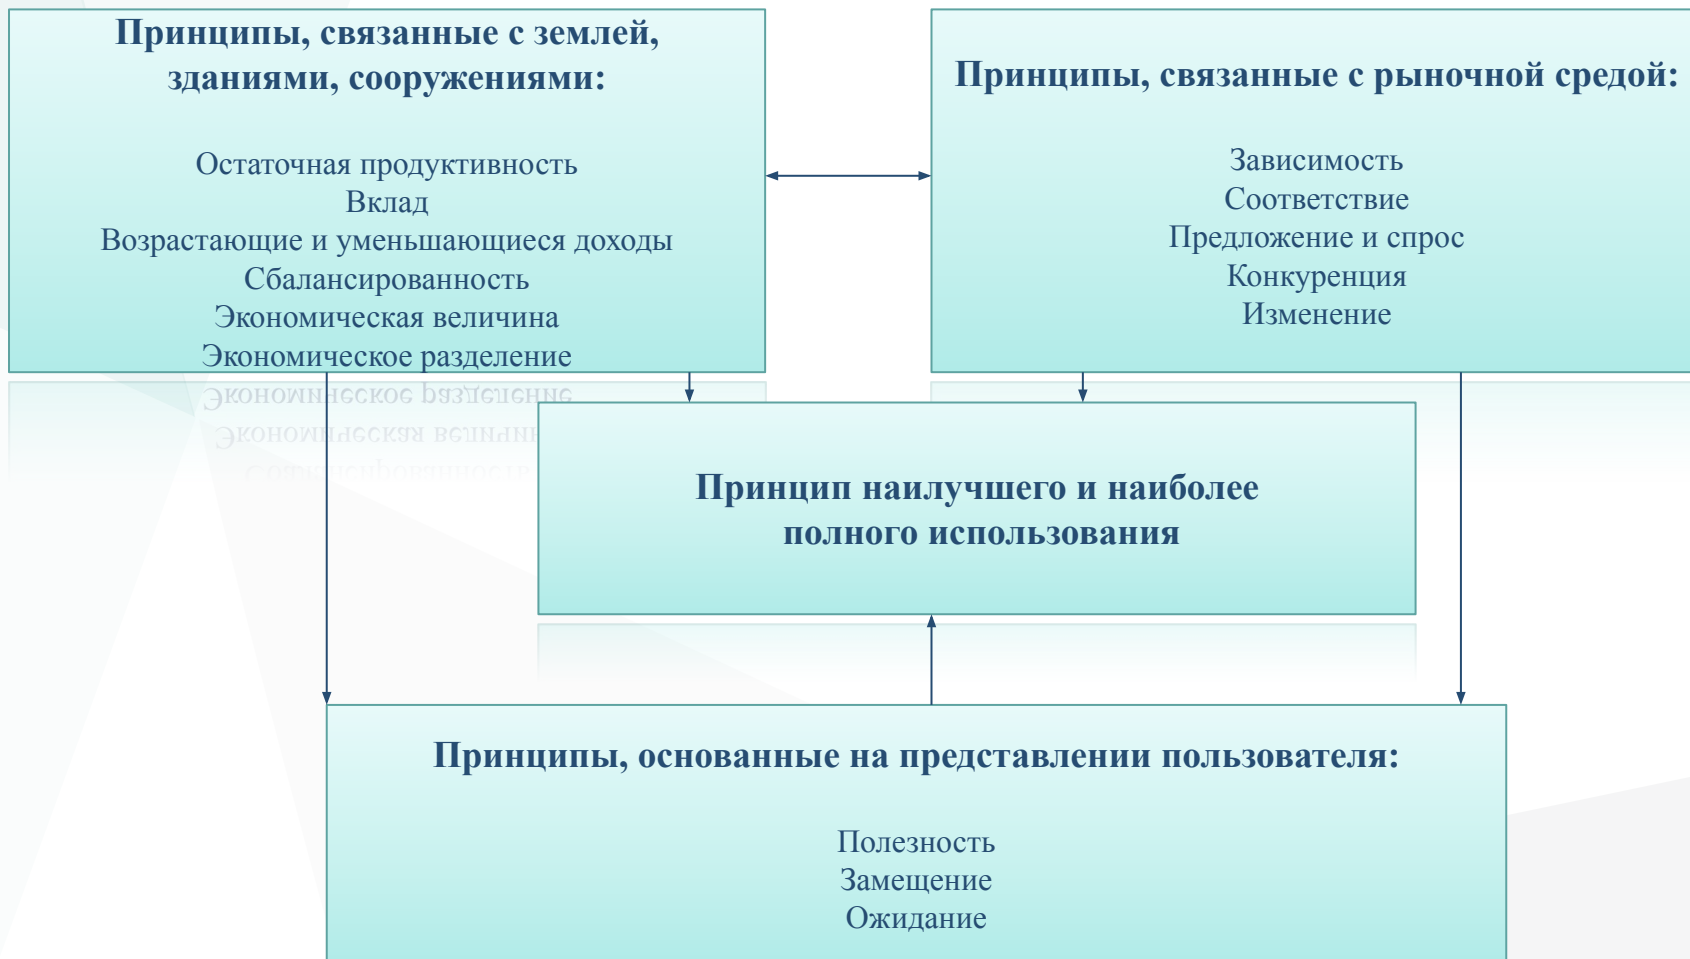 Принципы, связанные с землей,
зданиями, сооружениями:
Остаточная продуктивность
Вклад
Возрастающие и уменьшающиеся доходы
Сбалансированность
Экономическая величина
Экономическое разделение
Принципы, связанные с рыночной средой:
Зависимость
Соответствие
Предложение и спрос
Конкуренция
Изменение
Принцип наилучшего и наиболее
полного использования
Принципы, основанные на представлении пользователя:
Полезность
Замещение
Ожидание